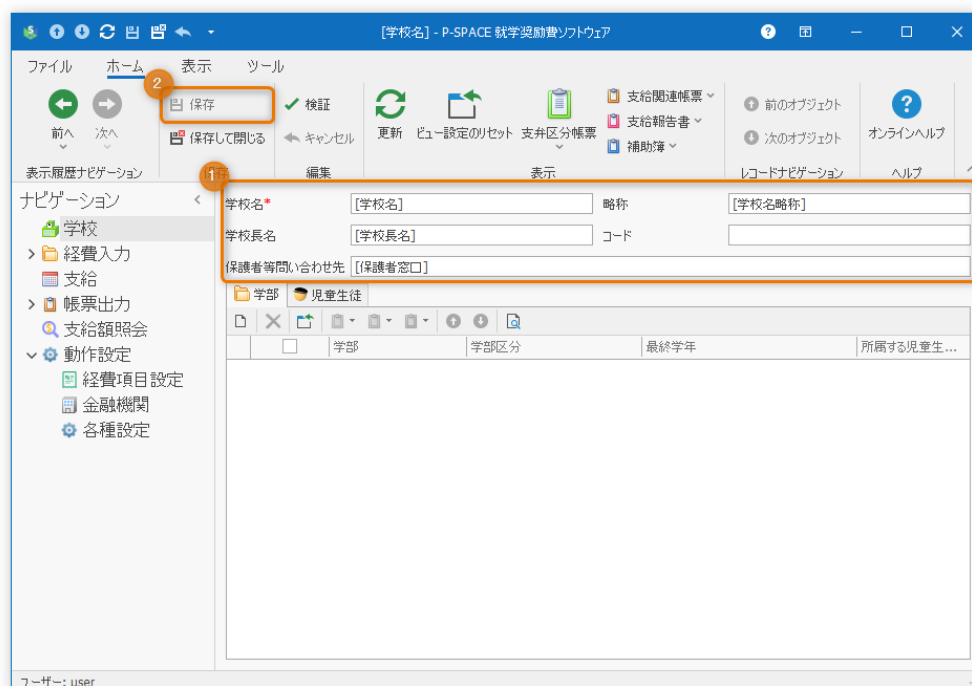 [学校名] - P-SPACE 就学奨励費ソフトウェア
ファイル ホーム 表示 ツール
2
保存
検証
支給関連帳票
前のオブジェクト
前へ 次へ
保存して閉じる
キャンセル
更新 ビュー設定のリセット 支弁区分帳票
支給報告書
補助簿
次のオブジェクト
オンラインヘルプ
表示履歴ナビゲーション 保存 編集 表示 レコードナビゲーション ヘルプ
1
ナビゲーション
学校名* [学校名] 略称 [学校名略称]
学校
学校長名 [学校長名] コード
経費入力
保護者等問い合わせ先 [保護者窓口]
支給
学部 児童生徒
帳票出力
支給額照会
学部 学部区分 最終学年 所属する児童生...
動作設定
経費項目設定
金融機関
各種設定
ユーザー: user